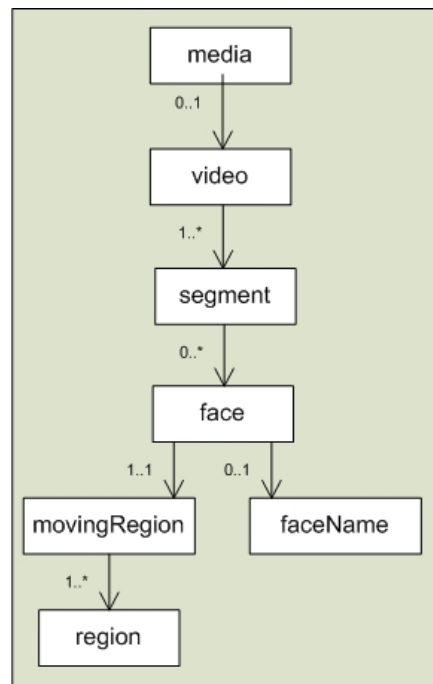 media
0..1
video
1..*
segment
0..*
face
1..1
0..1
movingRegion
faceName
1..*
region